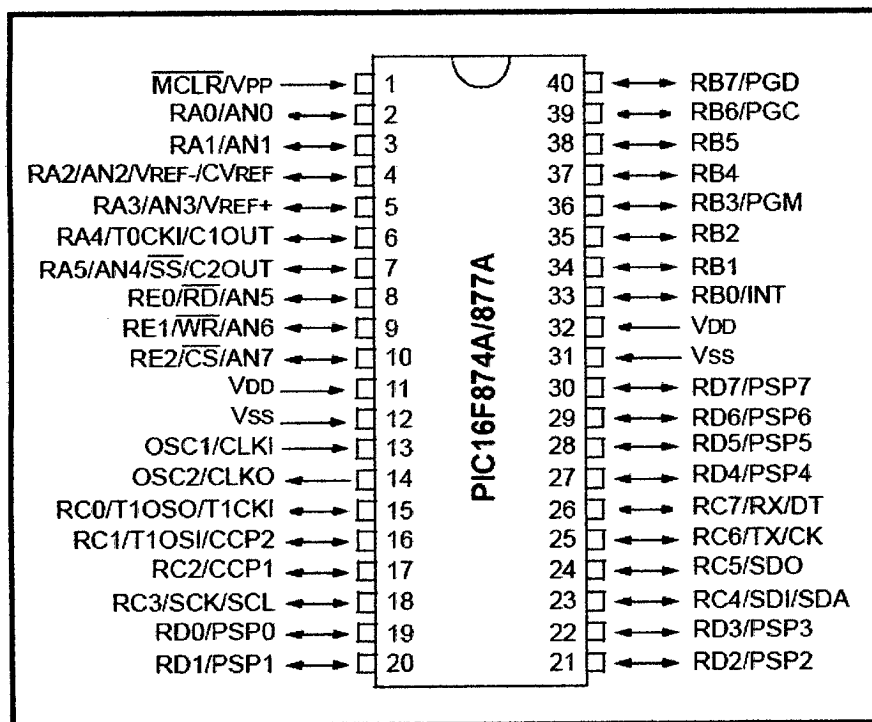 MCLR/VPP 1
RA0/AN0 2
RA1/AN1 3
RA2/AN2/VREF-/CVREF 4
RA3/AN3/VREF+ 5
RA4/T0CKI/C1OUT 6
RA5/AN4/SS/C2OUT 7
RE0/RD/AN5 8
RE1/WR/AN6 9
RE2/CS/AN7 10
VDD 11
VSS 12
OSC1/CLKI 13
OSC2/CLKO 14
RC0/T1OSO/T1CKI 15
RC1/T1OSI/CCP2 16
RC2/CCP1 17
RC3/SCK/SCL 18
RD0/PSP0 19
RD1/PSP1 20
PIC16F874A/877A
40 RB7/PGD
39 RB6/PGC
38 RB5
37 RB4
36 RB3/PGM
35 RB2
34 RB1
33 RB0/INT
32 VDD
31 VSS
30 RD7/PSP7
29 RD6/PSP6
28 RD5/PSP5
27 RD4/PSP4
26 RC7/RX/DT
25 RC6/TX/CK
24 RC5/SDO
23 RC4/SDI/SDA
22 RD3/PSP3
21 RD2/PSP2